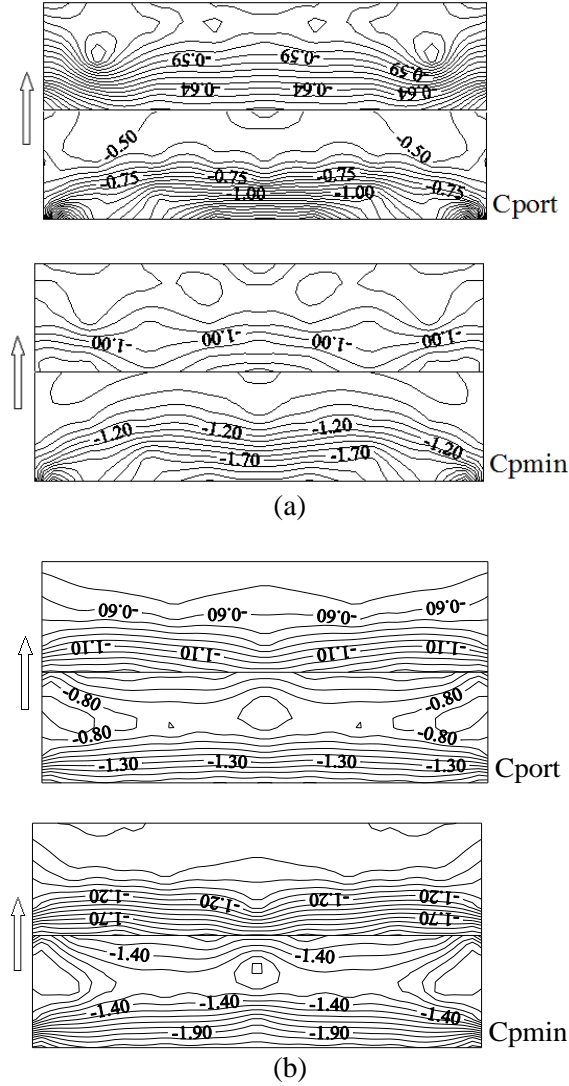 -0.59 -0.59 -0.59
-0.64 -0.64 -0.64
-0.50 -0.50
-0.75 -0.75 -0.75 -0.75
-1.00 -1.00
Cport
-1.00 -1.00 -1.00 -1.00
-1.20 -1.20 -1.20 -1.20
-1.70 -1.70
Cpmin
(a)
-0.60 -0.60 -0.60 -0.60
-1.10 -1.10 -1.10 -1.10
-0.80 -0.80
-0.80 -0.80
-1.30 -1.30 -1.30 -1.30
Cport
-1.20 -1.20 -1.20 -1.20
-1.70 -1.70
-1.40 -1.40
-1.40 -1.40 -1.40 -1.40
-1.90 -1.90
Cpmin
(b)